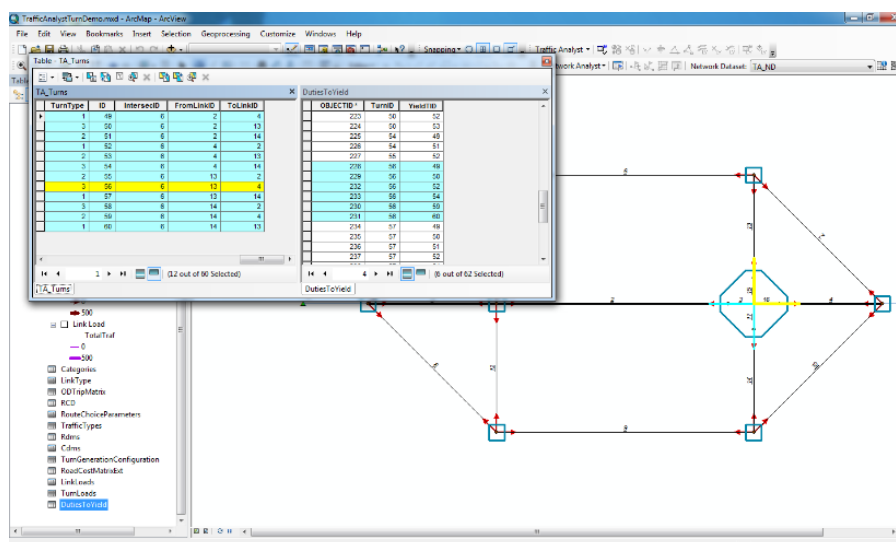 TrafficAnalystTurnDemo.mxd - ArcMap - ArcView
File Edit View Bookmarks Insert Selection Geoprocessing Customize Windows Help
Snapping Traffic Analyst
Table - TA_Turns
Network Analyst Network Dataset: TA_ND
TA_Turns
DutiesToYield
TurnType ID IntersecID FromLinkID ToLinkID
1 49 6 2 4
3 50 6 2 13
2 51 6 2 14
1 52 6 4 2
2 53 6 4 13
3 54 6 4 14
2 55 6 13 2
3 56 6 13 4
1 57 6 13 14
3 58 6 14 2
2 59 6 14 4
1 60 6 14 13
OBJECTID * TurnID YieldTID
223 50 52
224 50 53
225 54 49
226 54 51
227 55 52
228 56 49
229 56 50
232 56 52
233 56 54
230 56 59
231 56 60
234 57 49
235 57 50
236 57 51
237 57 52
1 (12 out of 60 Selected)
(6 out of 62 Selected)
TA_Turns
DutiesToYield
500
Link Load
TotalTraf
0
500
Categories
LinkType
ODTripMatrix
RCD
RouteChoiceParameters
TrafficTypes
Rdms
Cdms
TurnGenerationConfiguration
RoadCostMatrixExt
LinkLoads
TurnLoads
DutiesToYield